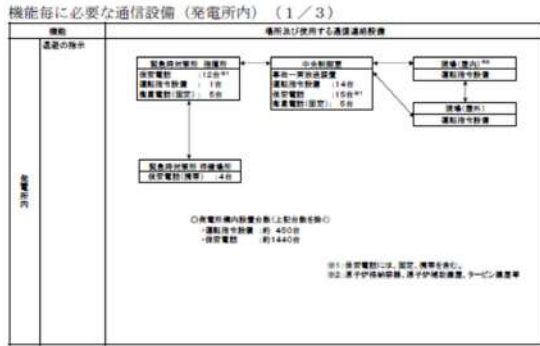 機能毎に必要な通信設備（発電所内）（１／３）
機能
場所及び使用する通信連絡設備
発電所内
退避の指示
緊急時対策所 指揮所
保安電話 :12台※1
運転指令設備 : 1台
衛星電話(固定): 5台
中央制御室
事故一斉放送装置
運転指令設備 :14台
保安電話 :15台※1
衛星電話(固定): 5台
現場(屋内)※2
運転指令設備
現場(屋外)
運転指令設備
緊急時対策所 待機場所
保安電話(携帯) :4台
○発電所構内設置台数(上記台数を除く)
・運転指令設備 :約 450台
・保安電話 :約1440台
※1:保安電話には、固定、携帯を含む。
※2:原子炉格納容器、原子炉補助建屋、タービン建屋等